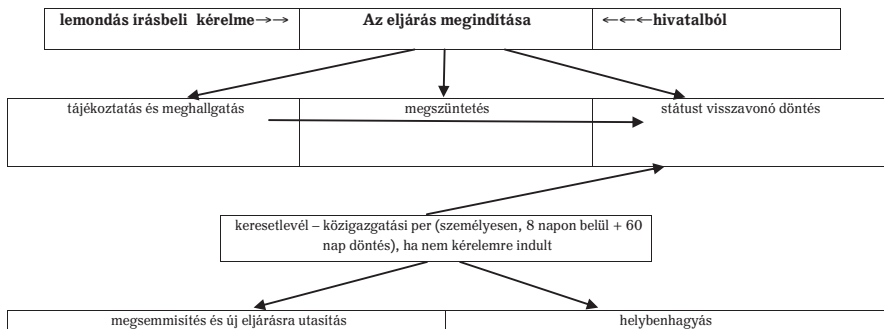 lemondás írásbeli kérelme→→ Az eljárás megindítása ←←←hivatalból
tájékoztatás és meghallgatás megszüntetés státust visszavonó döntés
keresetlevél – közigazgatási per (személyesen, 8 napon belül + 60
nap döntés), ha nem kérelemre indult
megsemmisítés és új eljárásra utasítás helybenhagyás